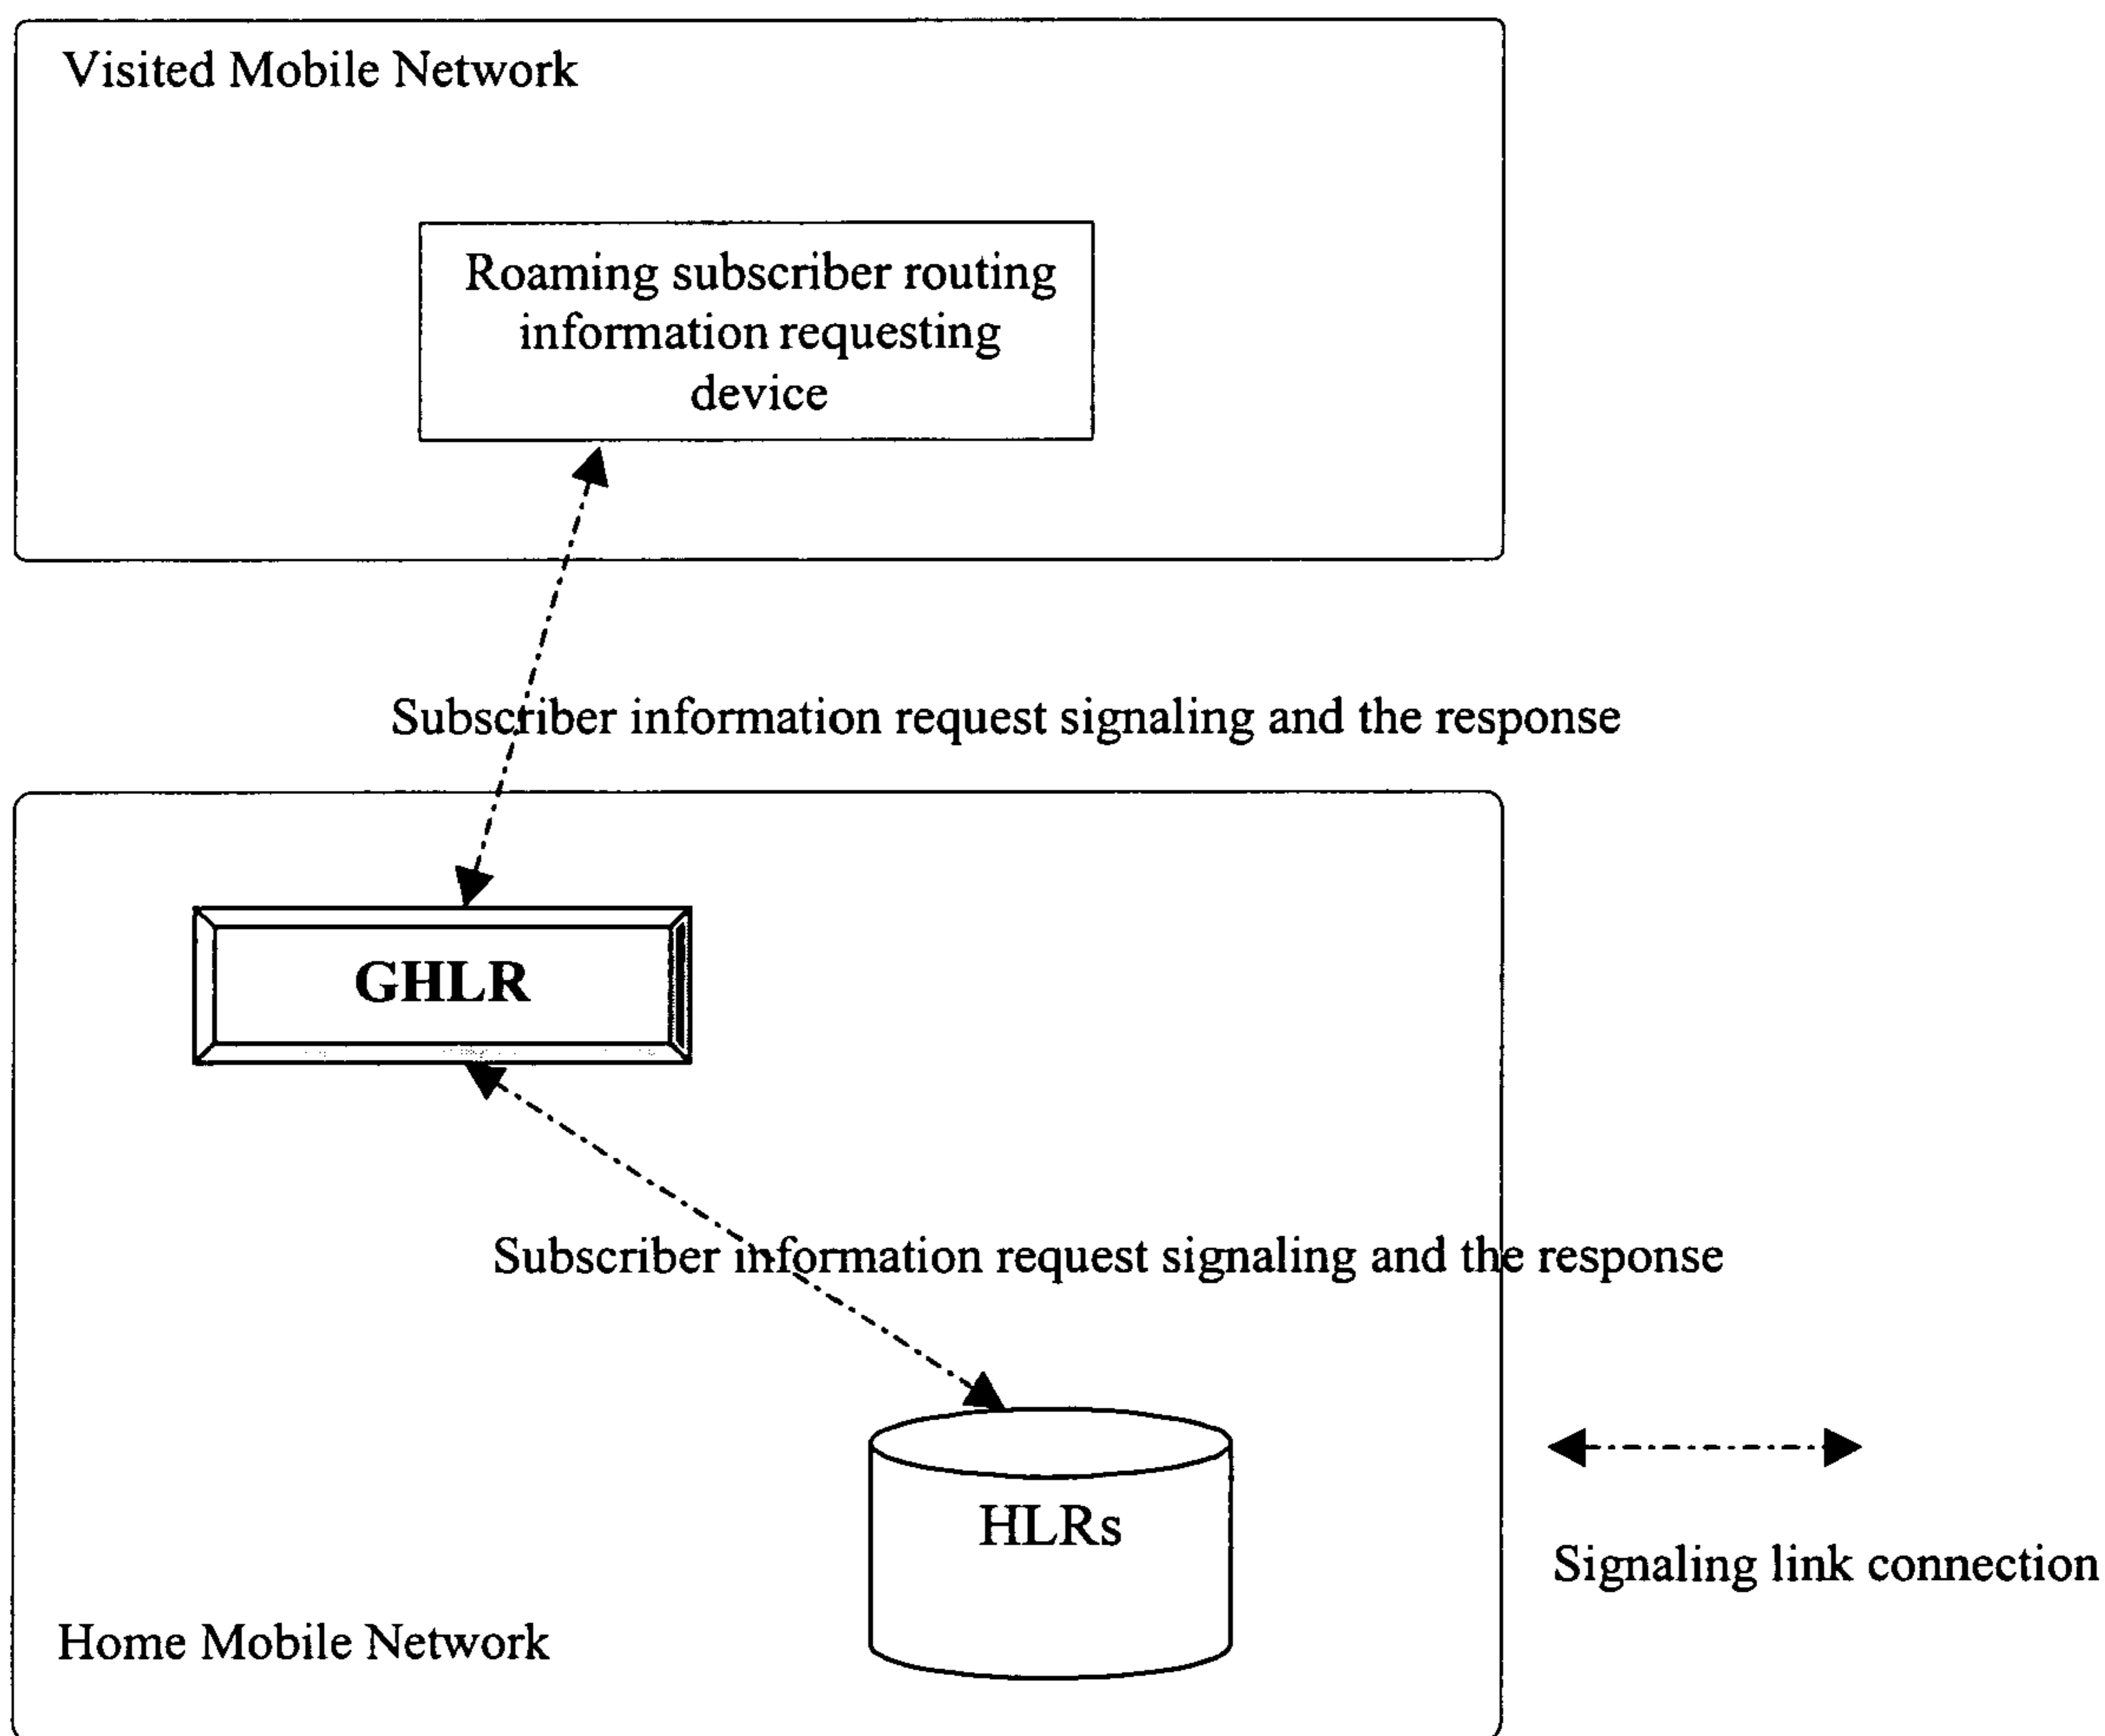 Visited Mobile Network
Roaming subscriber routing
information requesting
device
Subscriber information request signaling and the response
GHLR
Subscriber information request signaling and the response
HLRs
Signaling link connection
Home Mobile Network